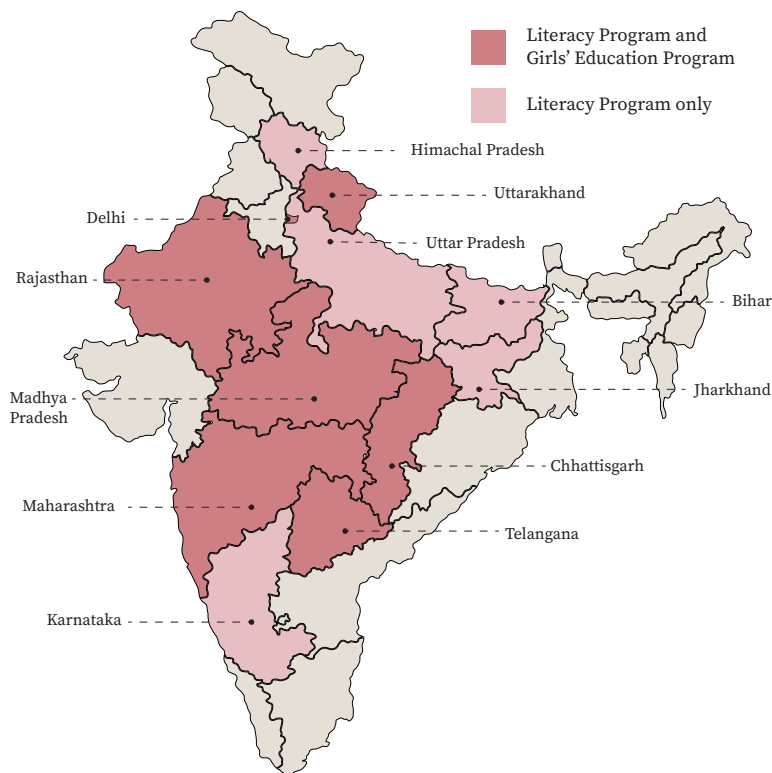 Literacy Program and
Girls’ Education Program
Literacy Program only
Himachal Pradesh
Uttarakhand
Delhi
Uttar Pradesh
Rajasthan
Bihar
Jharkhand
Madhya
Pradesh
Chhattisgarh
Maharashtra
Telangana
Karnataka